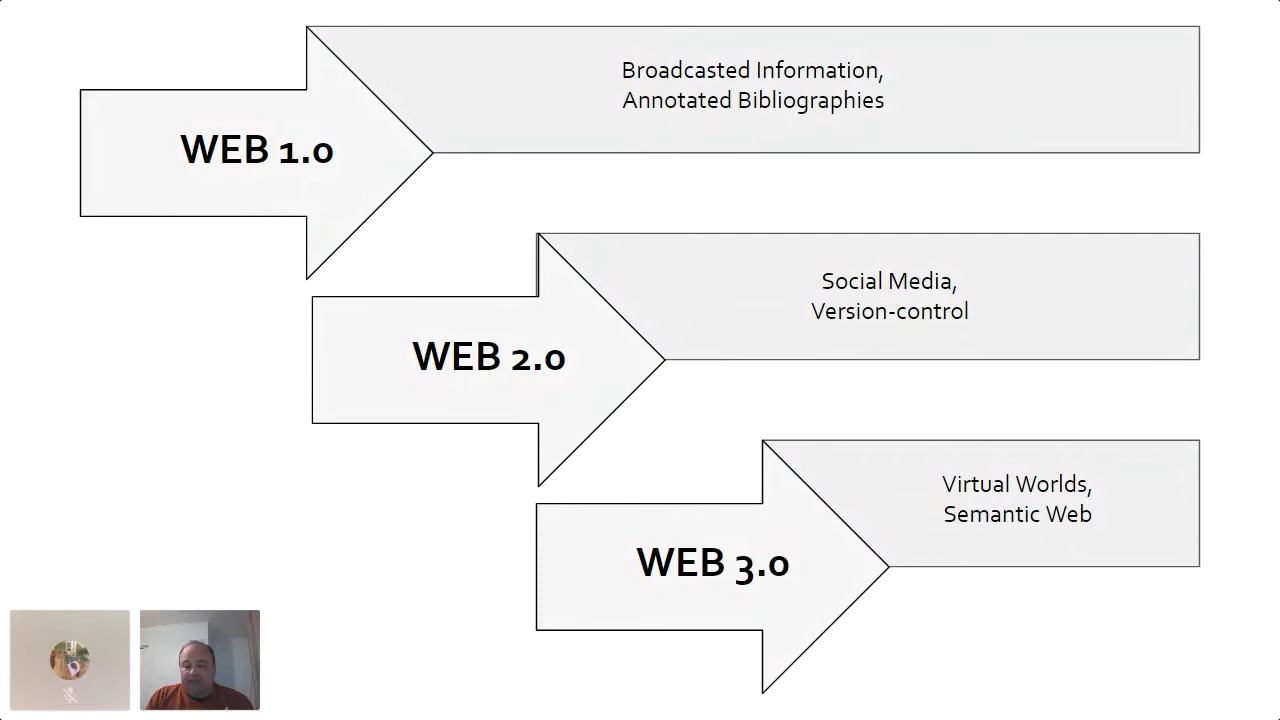 Broadcasted Information,
Annotated Bibliographies
WEB 1.0
Social Media,
Version-control
WEB 2.0
Virtual Worlds,
Semantic Web
WEB 3.0